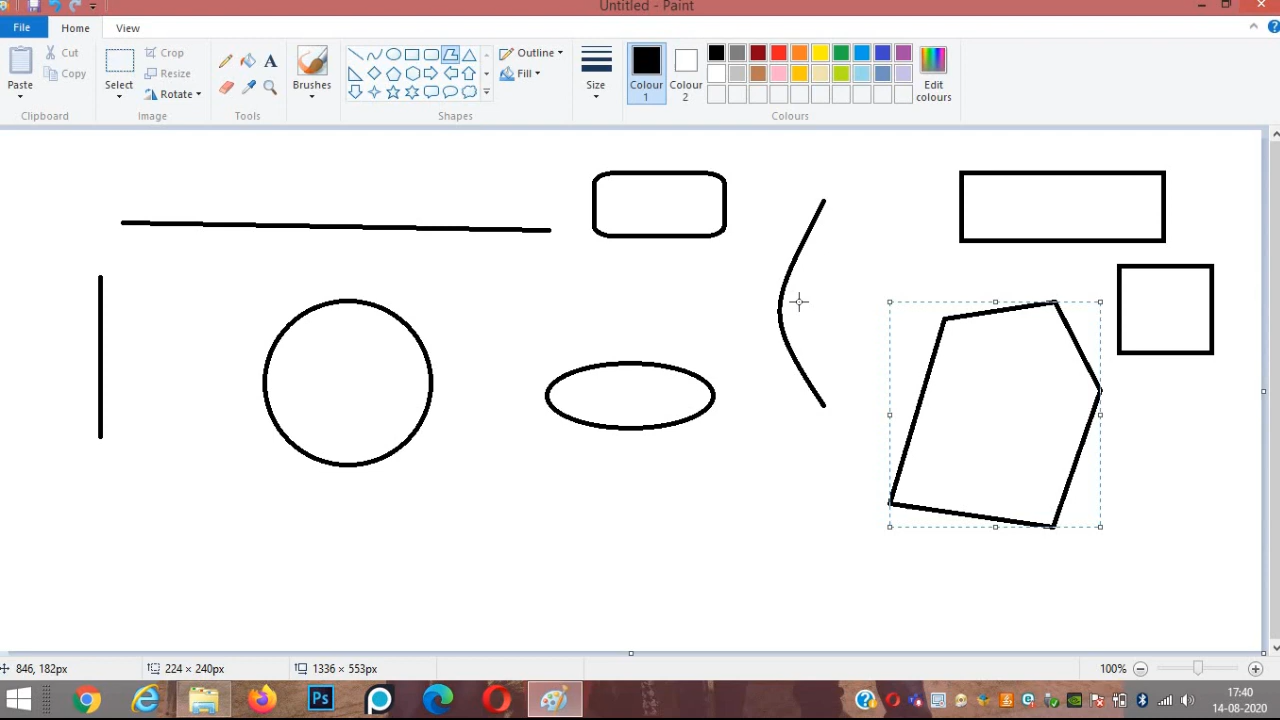 Untitled - Paint
File Home View
Paste
Cut
Copy
Clipboard
Select
Crop
Resize
Rotate
Image
Tools
Brushes
Shapes
Outline
Fill
Size
Colour 1
Colour 2
Edit colours
Colours
846, 182px
224 × 240px
1336 × 553px
100%
Ps
17:40
14-08-2020